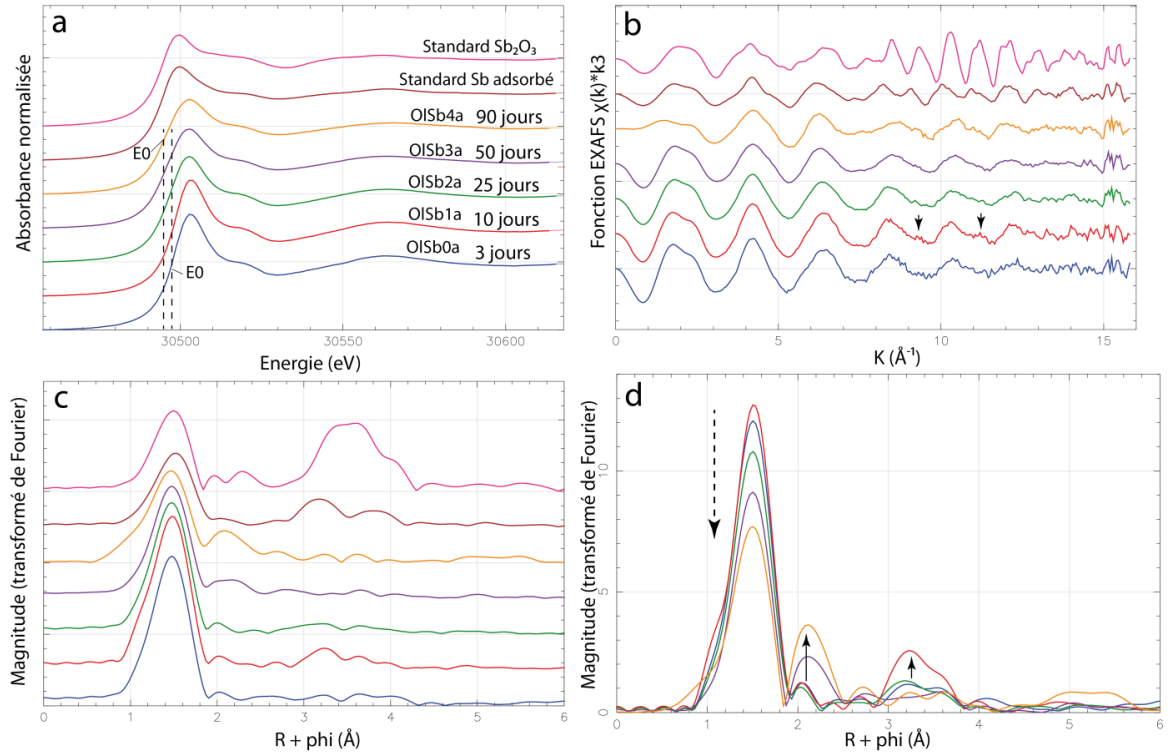 a
Absorbance normalisée
Standard Sb₂O₃
Standard Sb adsorbé
OlSb4a 90 jours
OlSb3a 50 jours
OlSb2a 25 jours
OlSb1a 10 jours
OlSb0a 3 jours
E0
E0
30500 30550 30600
Energie (eV)
b
Fonction EXAFS χ(k)*k3
0 5 10 15
K (Å⁻¹)
c
Magnitude (transformé de Fourier)
0 1 2 3 4 5 6
R + phi (Å)
d
Magnitude (transformé de Fourier)
10
5
0
0 1 2 3 4 5 6
R + phi (Å)